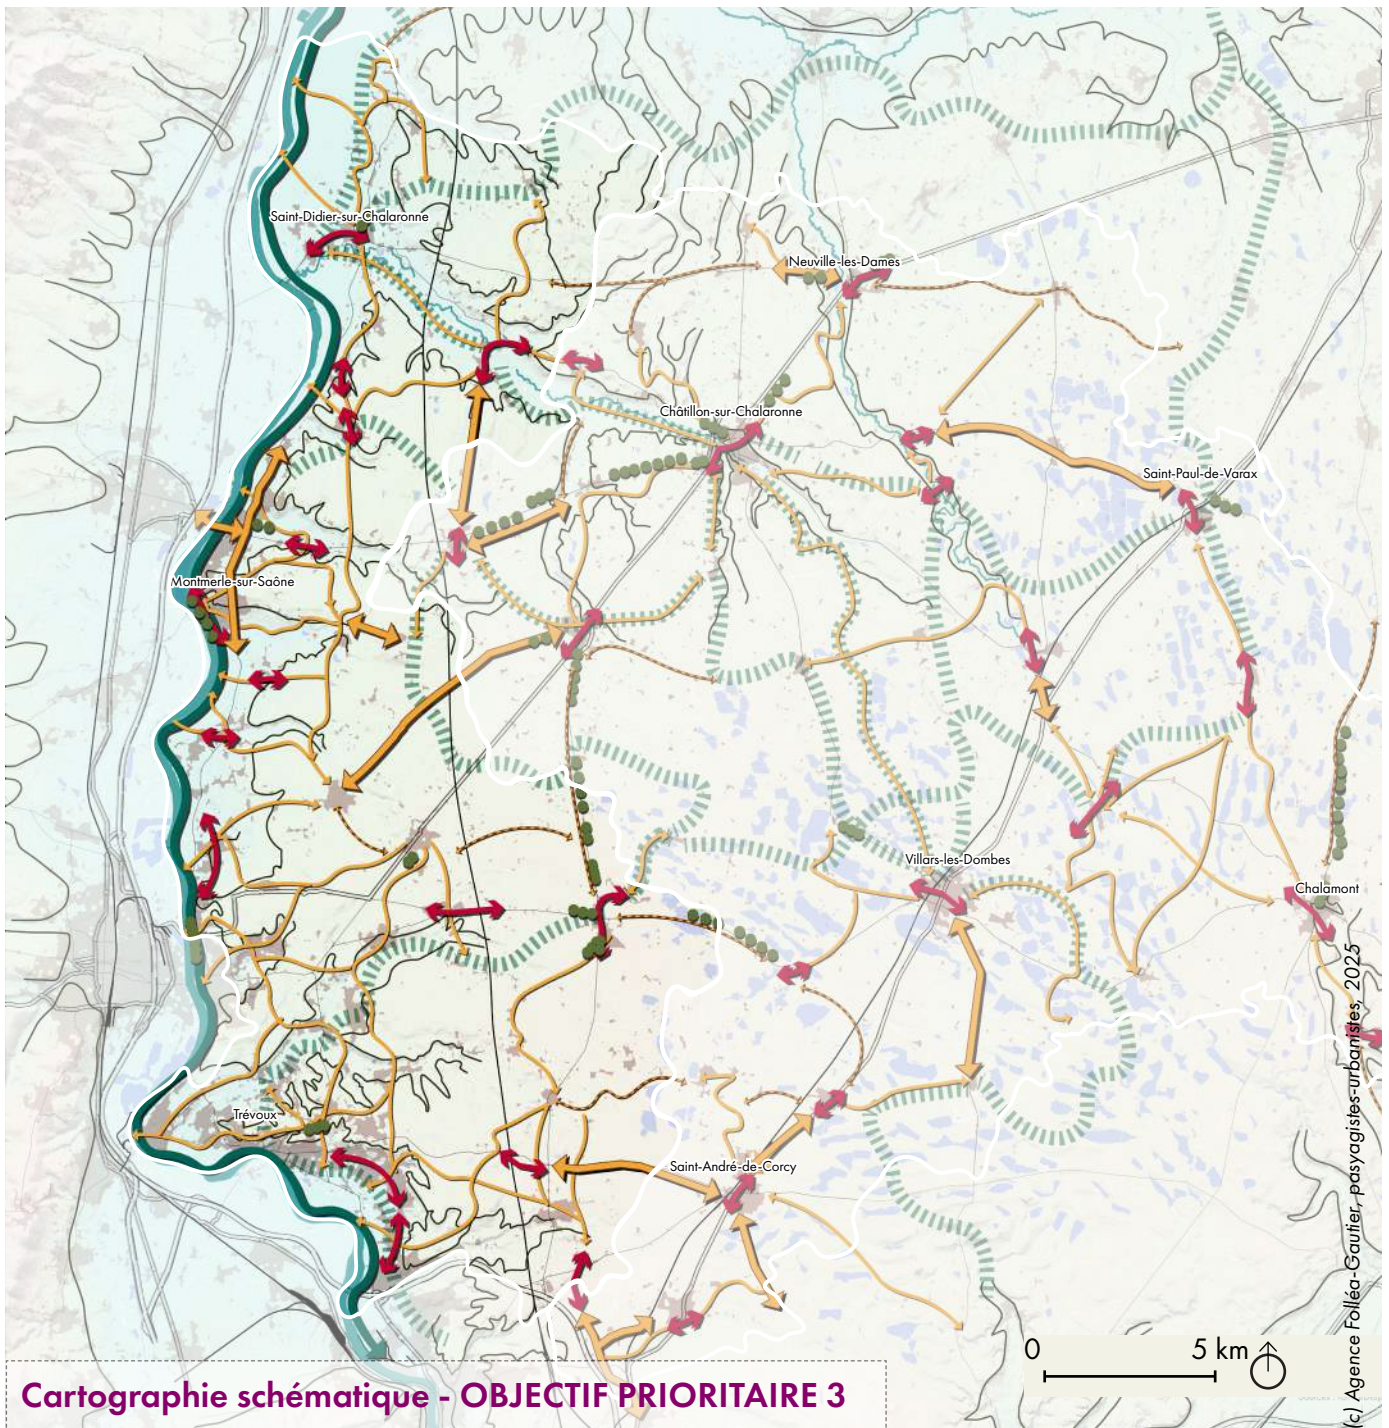 Saint-Didier-sur-Chalaronne
Neuville-les-Dames
Châtillon-sur-Chalaronne
Saint-Paul-de-Varax
Montmerle-sur-Saône
Villars-les-Dombes
Chalamont
Trévoux
Saint-André-de-Corcy
0 5 km
Cartographie schématique - OBJECTIF PRIORITAIRE 3
(c) Agence Folléa-Gautier, pasyagistes-urbanistes, 2025